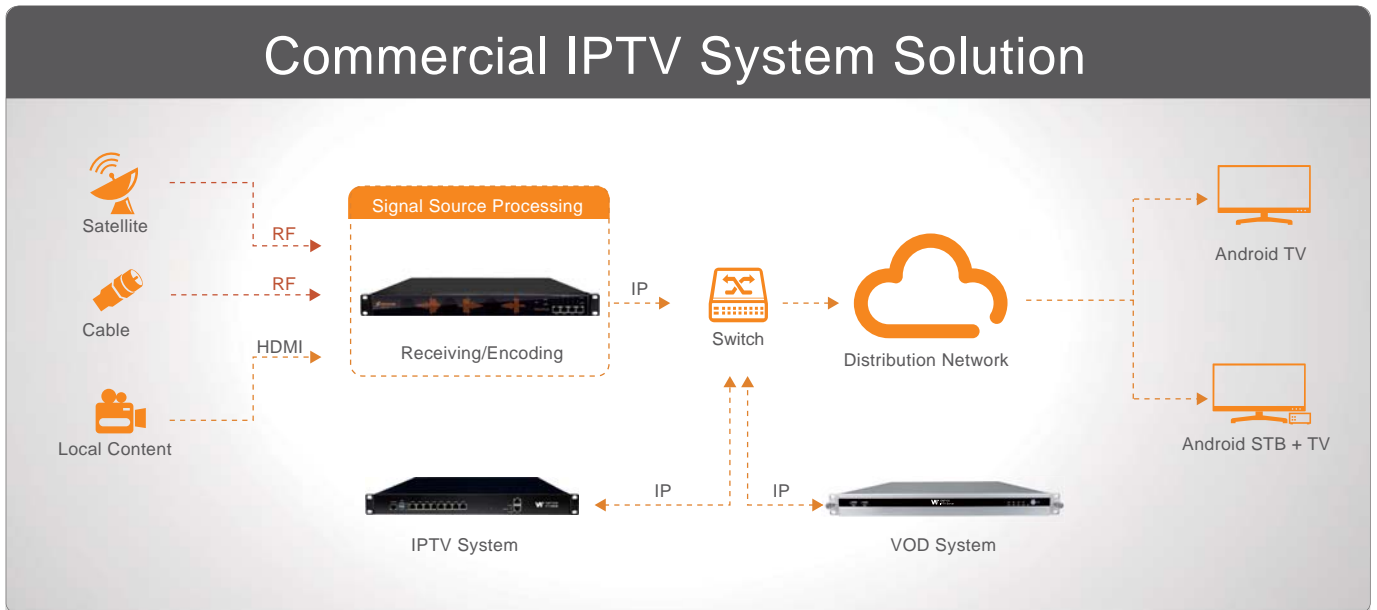 Commercial IPTV System Solution
Satellite
RF
Signal Source Processing
Cable
RF
Receiving/Encoding
IP
Switch
Distribution Network
Android TV
Local Content
HDMI
Android STB + TV
IPTV System
IP
IP
VOD System